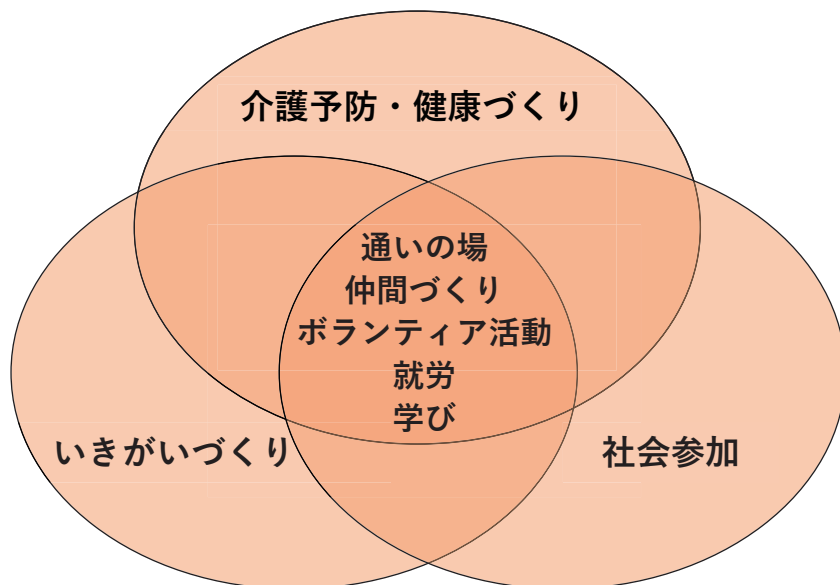 介護予防・健康づくり
通いの場
仲間づくり
ボランティア活動
就労
学び
いきがいづくり
社会参加